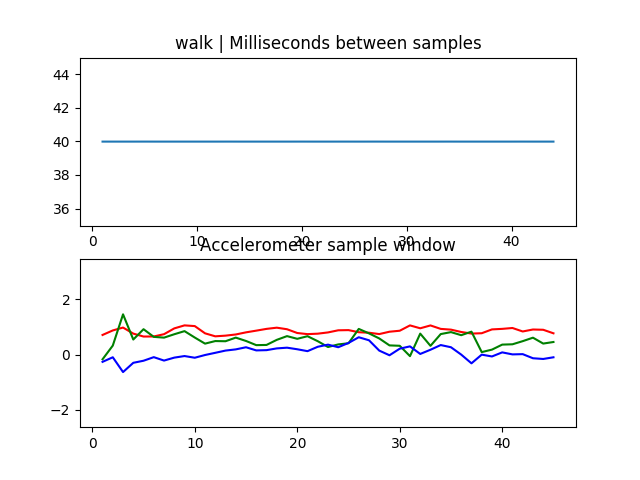 walk | Milliseconds between samples
44
42
40
38
36
0 10 20 30 40
Accelerometer sample window
2
0
−2
0 10 20 30 40